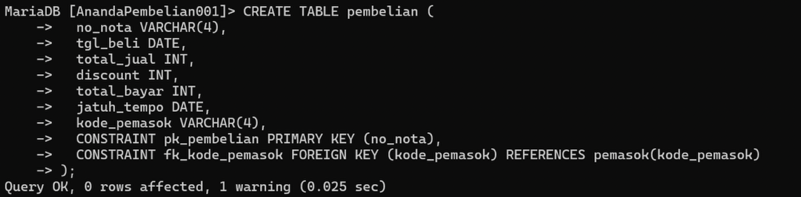 MariaDB [AnandaPembelian001]> CREATE TABLE pembelian (
    ->   no_nota VARCHAR(4),
    ->   tgl_beli DATE,
    ->   total_jual INT,
    ->   discount INT,
    ->   total_bayar INT,
    ->   jatuh_tempo DATE,
    ->   kode_pemasok VARCHAR(4),
    ->   CONSTRAINT pk_pembelian PRIMARY KEY (no_nota),
    ->   CONSTRAINT fk_kode_pemasok FOREIGN KEY (kode_pemasok) REFERENCES pemasok(kode_pemasok)
    -> );
Query OK, 0 rows affected, 1 warning (0.025 sec)